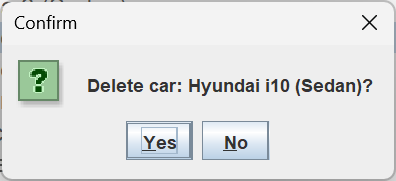 Confirm
Delete car: Hyundai i10 (Sedan)?
Yes No